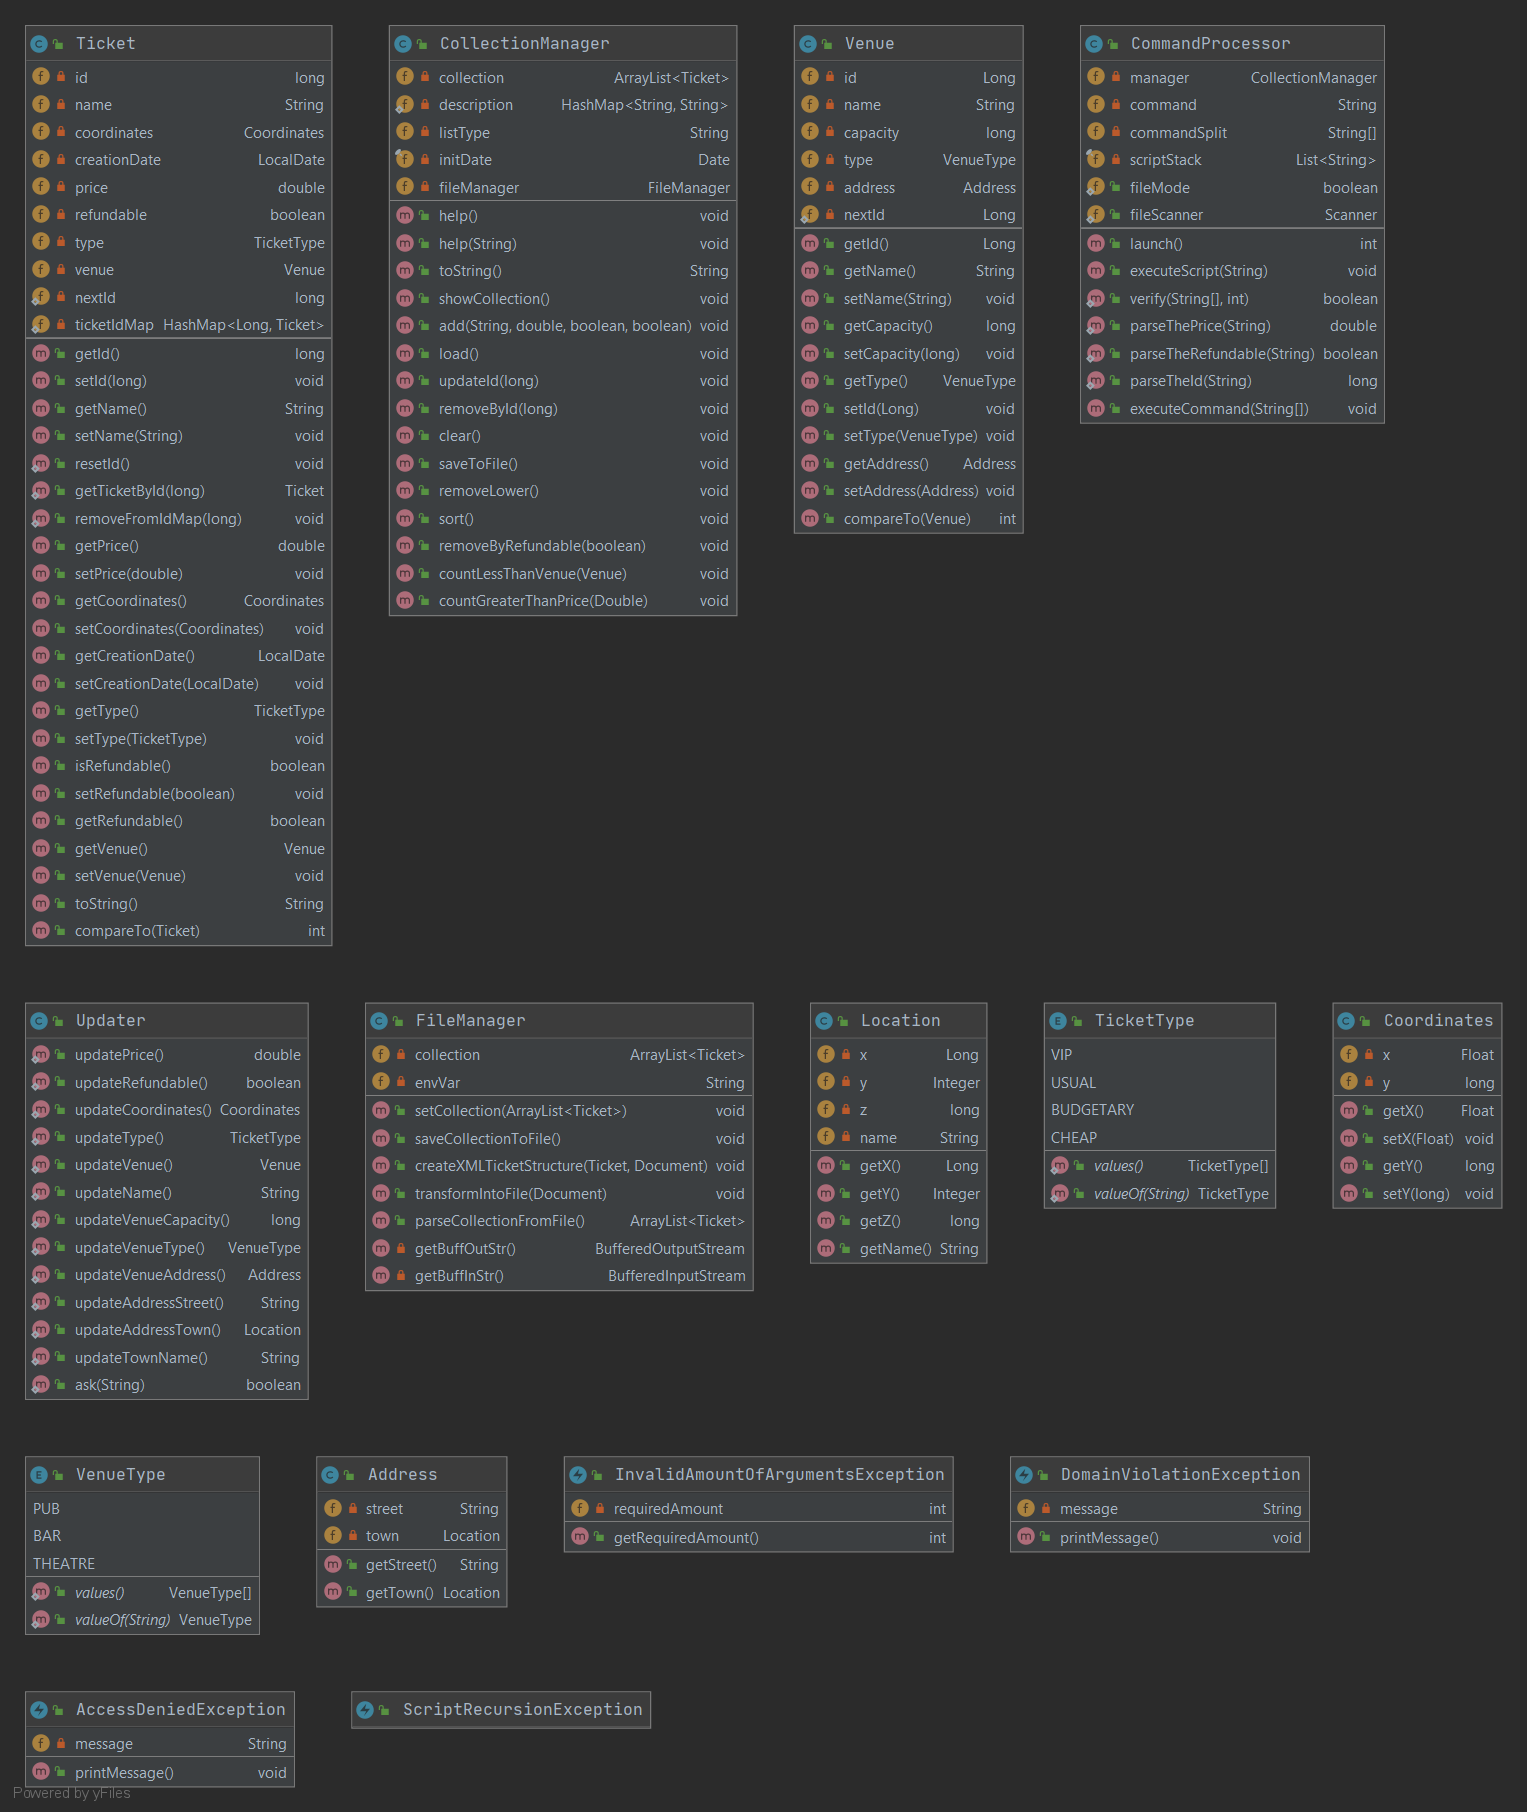 Ticket
id long
name String
coordinates Coordinates
creationDate LocalDate
price double
refundable boolean
type TicketType
venue Venue
nextId long
ticketIdMap HashMap<Long, Ticket>
getId() long
setId(long) void
getName() String
setName(String) void
resetId() void
getTicketById(long) Ticket
removeFromIdMap(long) void
getPrice() double
setPrice(double) void
getCoordinates() Coordinates
setCoordinates(Coordinates) void
getCreationDate() LocalDate
setCreationDate(LocalDate) void
getType() TicketType
setType(TicketType) void
isRefundable() boolean
setRefundable(boolean) void
getRefundable() boolean
getVenue() Venue
setVenue(Venue) void
toString() String
compareTo(Ticket) int
CollectionManager
collection ArrayList<Ticket>
description HashMap<String, String>
listType String
initDate Date
fileManager FileManager
help() void
help(String) void
toString() String
showCollection() void
add(String, double, boolean, boolean) void
load() void
updateId(long) void
removeById(long) void
clear() void
saveToFile() void
removeLower() void
sort() void
removeByRefundable(boolean) void
countLessThanVenue(Venue) void
countGreaterThanPrice(Double) void
Venue
id Long
name String
capacity long
type VenueType
address Address
nextId Long
getId() Long
getName() String
setName(String) void
getCapacity() long
setCapacity(long) void
getType() VenueType
setId(Long) void
setType(VenueType) void
getAddress() Address
setAddress(Address) void
compareTo(Venue) int
CommandProcessor
manager CollectionManager
command String
commandSplit String[]
scriptStack List<String>
fileMode boolean
fileScanner Scanner
launch() int
executeScript(String) void
verify(String[], int) boolean
parseThePrice(String) double
parseTheRefundable(String) boolean
parseTheId(String) long
executeCommand(String[]) void
Updater
updatePrice() double
updateRefundable() boolean
updateCoordinates() Coordinates
updateType() TicketType
updateVenue() Venue
updateName() String
updateVenueCapacity() long
updateVenueType() VenueType
updateVenueAddress() Address
updateAddressStreet() String
updateAddressTown() Location
updateTownName() String
ask(String) boolean
FileManager
collection ArrayList<Ticket>
envVar String
setCollection(ArrayList<Ticket>) void
saveCollectionToFile() void
createXMLTicketStructure(Ticket, Document) void
transformIntoFile(Document) void
parseCollectionFromFile() ArrayList<Ticket>
getBuffOutStr() BufferedOutputStream
getBuffInStr() BufferedInputStream
Location
x Long
y Integer
z long
name String
getX() Long
getY() Integer
getZ() long
getName() String
TicketType
VIP
USUAL
BUDGETARY
CHEAP
values() TicketType[]
valueOf(String) TicketType
Coordinates
x Float
y long
getX() Float
setX(Float) void
getY() long
setY(long) void
VenueType
PUB
BAR
THEATRE
values() VenueType[]
valueOf(String) VenueType
Address
street String
town Location
getStreet() String
getTown() Location
InvalidAmountOfArgumentsException
requiredAmount int
getRequiredAmount() int
DomainViolationException
message String
printMessage() void
AccessDeniedException
message String
printMessage() void
ScriptRecursionException
Powered by yFiles